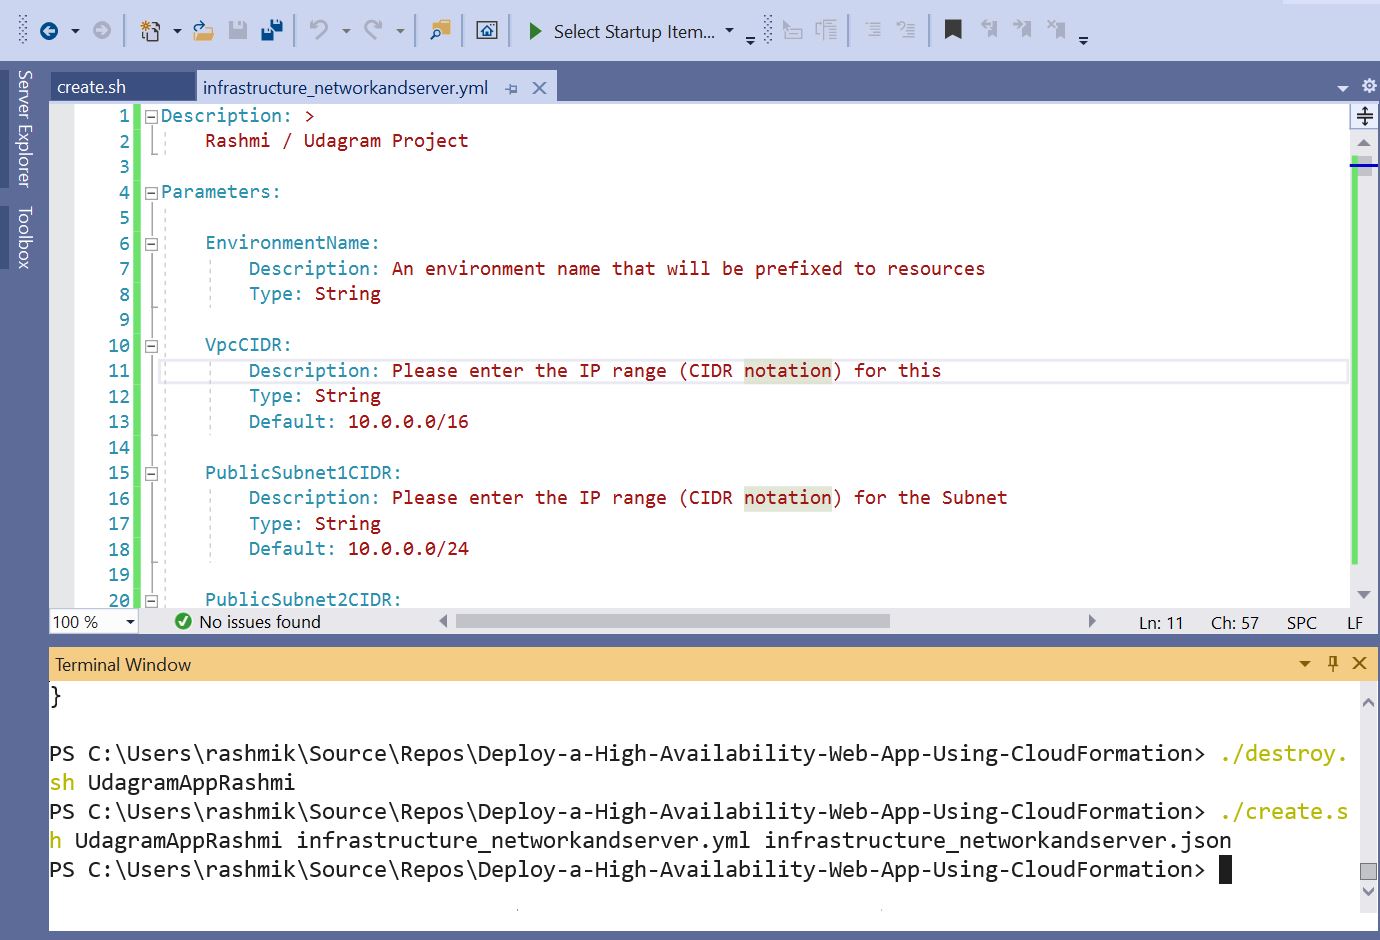 Select Startup Item...
Server Explorer
Toolbox
create.sh
infrastructure_networkandserver.yml
1 Description: >
2 Rashmi / Udagram Project
3
4 Parameters:
5
6 EnvironmentName:
7 Description: An environment name that will be prefixed to resources
8 Type: String
9
10 VpcCIDR:
11 Description: Please enter the IP range (CIDR notation) for this
12 Type: String
13 Default: 10.0.0.0/16
14
15 PublicSubnet1CIDR:
16 Description: Please enter the IP range (CIDR notation) for the Subnet
17 Type: String
18 Default: 10.0.0.0/24
19
20 PublicSubnet2CIDR:
100 % No issues found Ln: 11 Ch: 57 SPC LF
Terminal Window
}
PS C:\Users\rashmik\Source\Repos\Deploy-a-High-Availability-Web-App-Using-CloudFormation> ./destroy.
sh UdagramAppRashmi
PS C:\Users\rashmik\Source\Repos\Deploy-a-High-Availability-Web-App-Using-CloudFormation> ./create.s
h UdagramAppRashmi infrastructure_networkandserver.yml infrastructure_networkandserver.json
PS C:\Users\rashmik\Source\Repos\Deploy-a-High-Availability-Web-App-Using-CloudFormation>